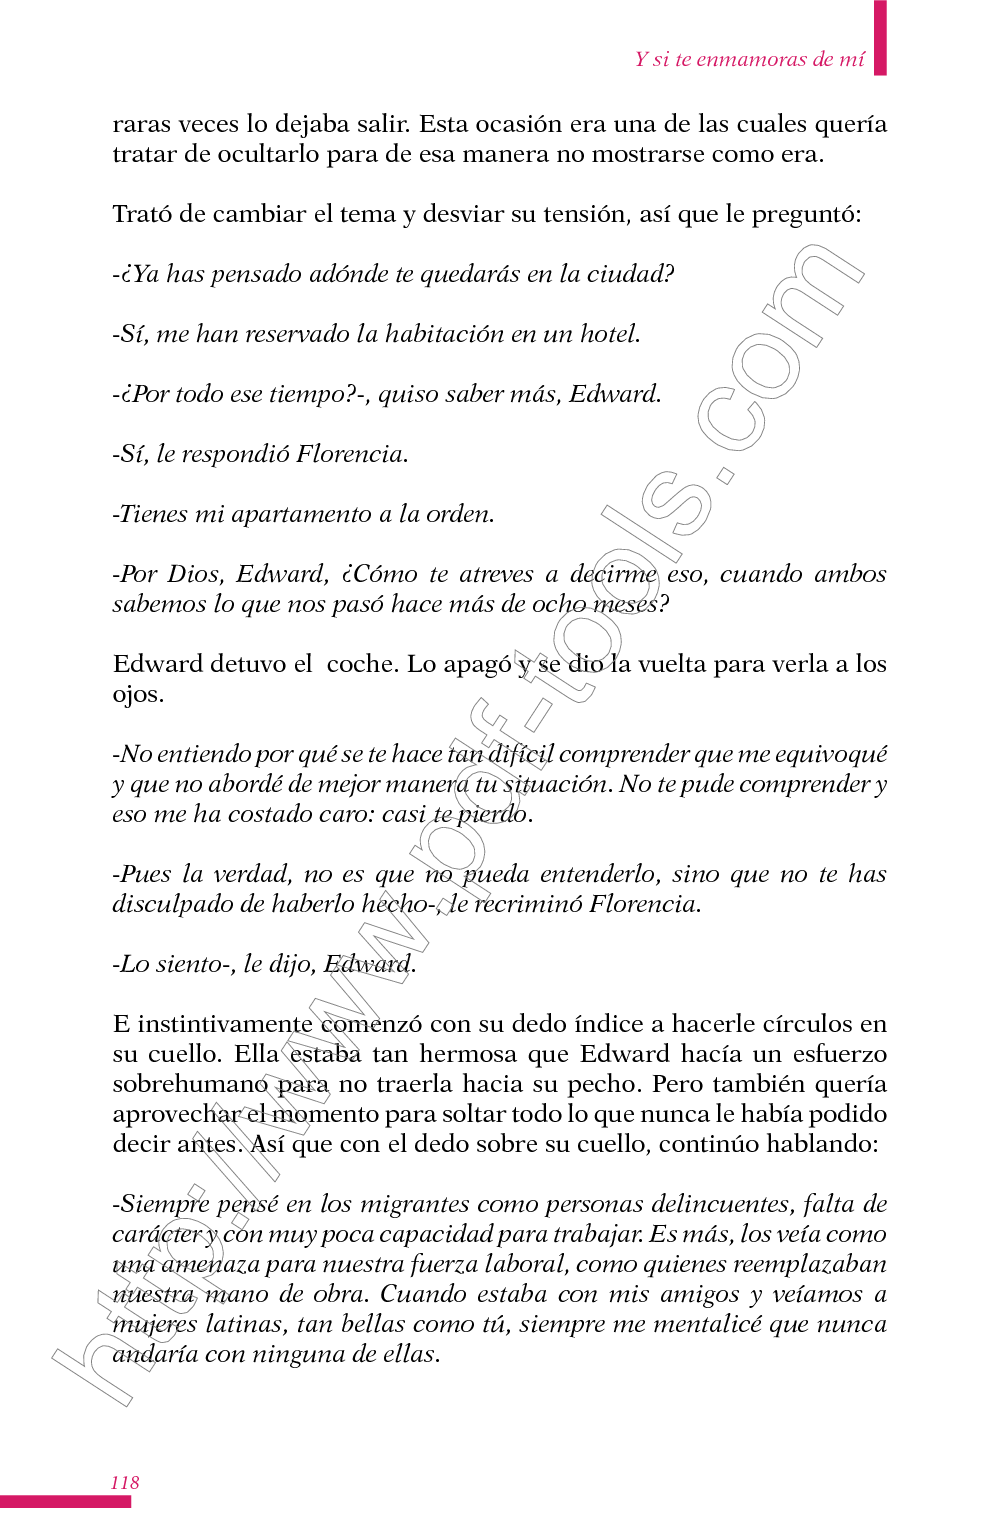 Y si te enmamoras de mí
raras veces lo dejaba salir. Esta ocasión era una de las cuales quería
tratar de ocultarlo para de esa manera no mostrarse como era.
Trató de cambiar el tema y desviar su tensión, así que le preguntó:
-¿Ya has pensado adónde te quedarás en la ciudad?
-Sí, me han reservado la habitación en un hotel.
-¿Por todo ese tiempo?-, quiso saber más, Edward.
-Sí, le respondió Florencia.
-Tienes mi apartamento a la orden.
-Por Dios, Edward, ¿Cómo te atreves a decirme eso, cuando ambos
sabemos lo que nos pasó hace más de ocho meses?
Edward detuvo el  coche. Lo apagó y se dio la vuelta para verla a los
ojos.
-No entiendo por qué se te hace tan difícil comprender que me equivoqué
y que no abordé de mejor manera tu situación. No te pude comprender y
eso me ha costado caro: casi te pierdo.
-Pues la verdad, no es que no pueda entenderlo, sino que no te has
disculpado de haberlo hecho-, le recriminó Florencia.
-Lo siento-, le dijo, Edward.
E instintivamente comenzó con su dedo índice a hacerle círculos en
su cuello. Ella estaba tan hermosa que Edward hacía un esfuerzo
sobrehumano para no traerla hacia su pecho. Pero también quería
aprovechar el momento para soltar todo lo que nunca le había podido
decir antes. Así que con el dedo sobre su cuello, continúo hablando:
-Siempre pensé en los migrantes como personas delincuentes, falta de
carácter y con muy poca capacidad para trabajar. Es más, los veía como
una amenaza para nuestra fuerza laboral, como quienes reemplazaban
nuestra mano de obra. Cuando estaba con mis amigos y veíamos a
mujeres latinas, tan bellas como tú, siempre me mentalicé que nunca
andaría con ninguna de ellas.
118
http://www.pdf-tools.com